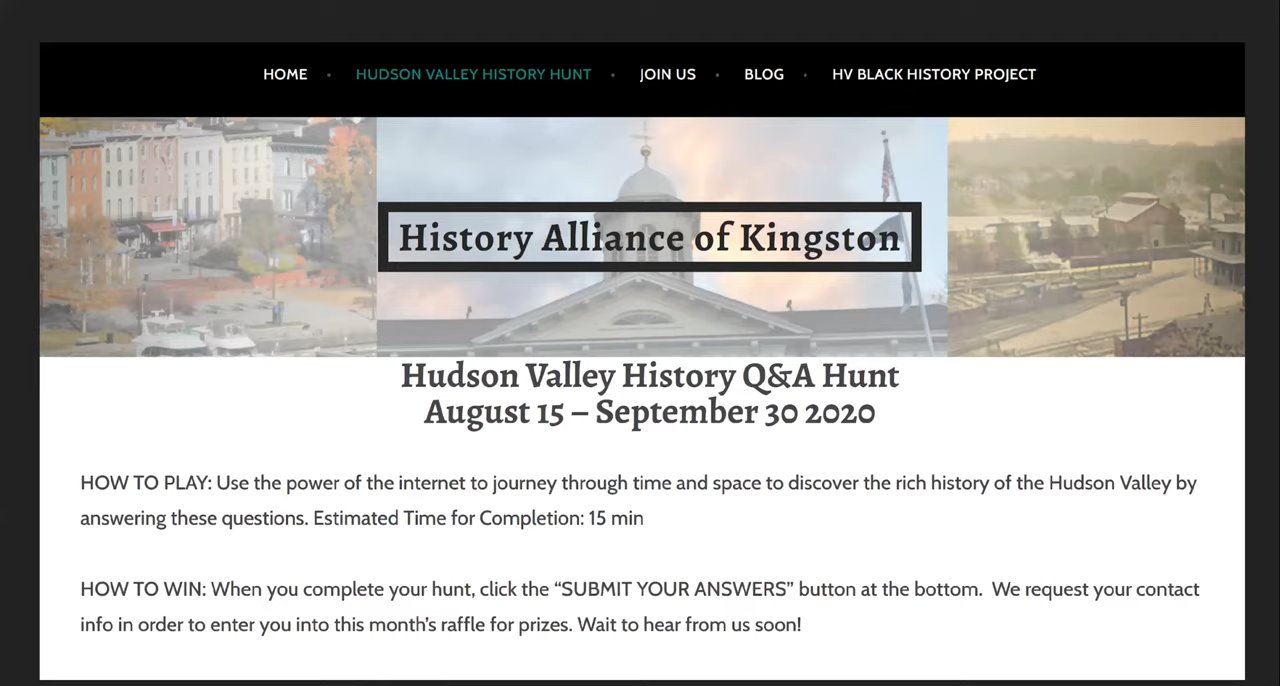 HOME • HUDSON VALLEY HISTORY HUNT • JOIN US • BLOG • HV BLACK HISTORY PROJECT
History Alliance of Kingston
Hudson Valley History Q&A Hunt
August 15 – September 30 2020
HOW TO PLAY: Use the power of the internet to journey through time and space to discover the rich history of the Hudson Valley by
answering these questions. Estimated Time for Completion: 15 min
HOW TO WIN: When you complete your hunt, click the “SUBMIT YOUR ANSWERS” button at the bottom.  We request your contact
info in order to enter you into this month’s raffle for prizes. Wait to hear from us soon!